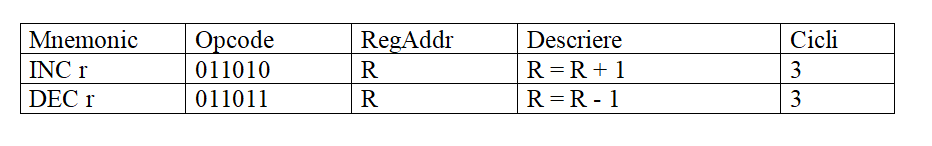 Mnemonic Opcode RegAddr Descriere Cicli
INC r 011010 R R = R + 1 3
DEC r 011011 R R = R - 1 3